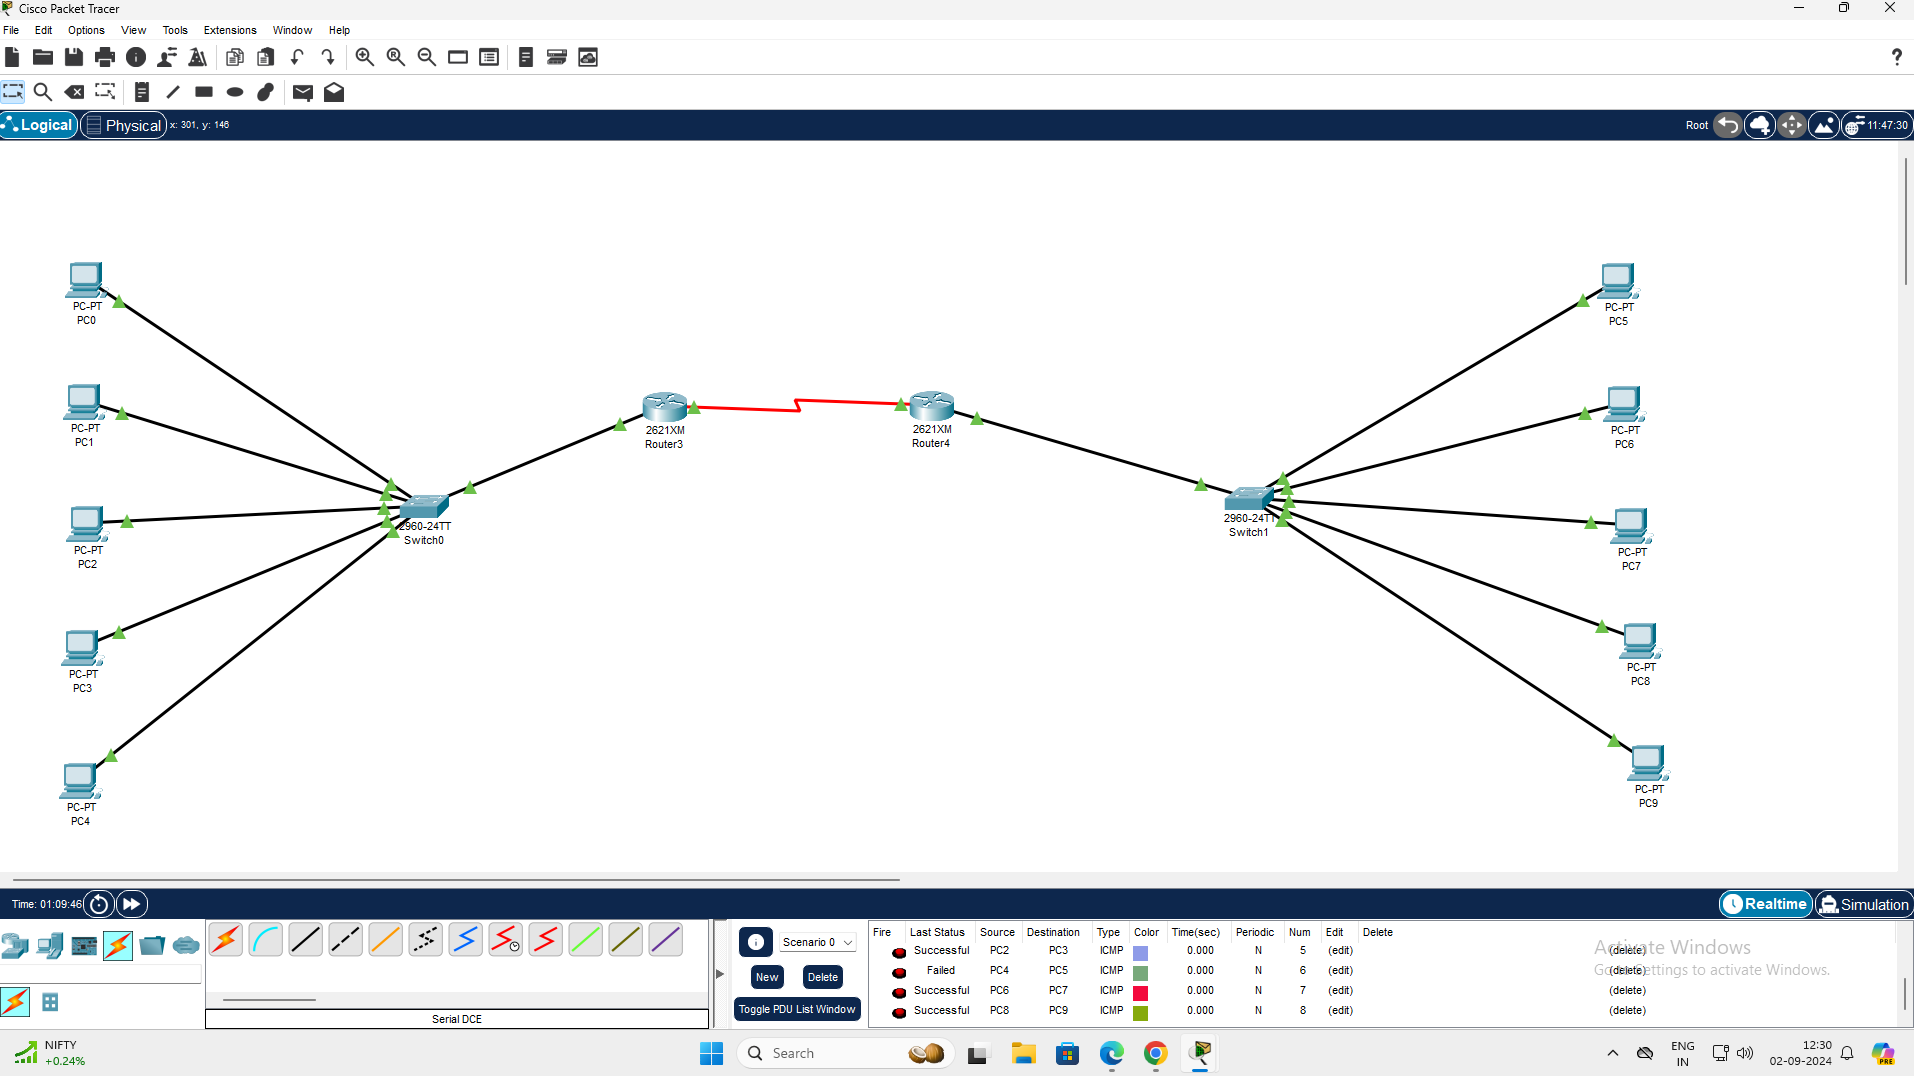 Cisco Packet Tracer
File Edit Options View Tools Extensions Window Help
Logical Physical x: 301, y: 146 Root 11:47:30
PC-PT
PC0
PC-PT
PC1
PC-PT
PC2
PC-PT
PC3
PC-PT
PC4
2960-24TT
Switch0
2621XM
Router3
2621XM
Router4
2960-24TT
Switch1
PC-PT
PC5
PC-PT
PC6
PC-PT
PC7
PC-PT
PC8
PC-PT
PC9
Time: 01:09:46 Realtime Simulation
Serial DCE
Scenario 0
New Delete
Toggle PDU List Window
Fire Last Status Source Destination Type Color Time(sec) Periodic Num Edit Delete
Successful PC2 PC3 ICMP 0.000 N 5 (edit) (delete)
Failed PC4 PC5 ICMP 0.000 N 6 (edit) (delete)
Successful PC6 PC7 ICMP 0.000 N 7 (edit) (delete)
Successful PC8 PC9 ICMP 0.000 N 8 (edit) (delete)
Activate Windows
Go to Settings to activate Windows.
NIFTY
+0.24%
Search
ENG
IN
12:30
02-09-2024
PRE